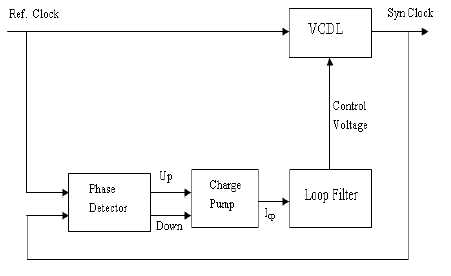 Ref. Clock
VCDL
Syn Clock
Control
Voltage
Up
Phase
Detector
Charge
Pump
Loop Filter
Down
IΦ